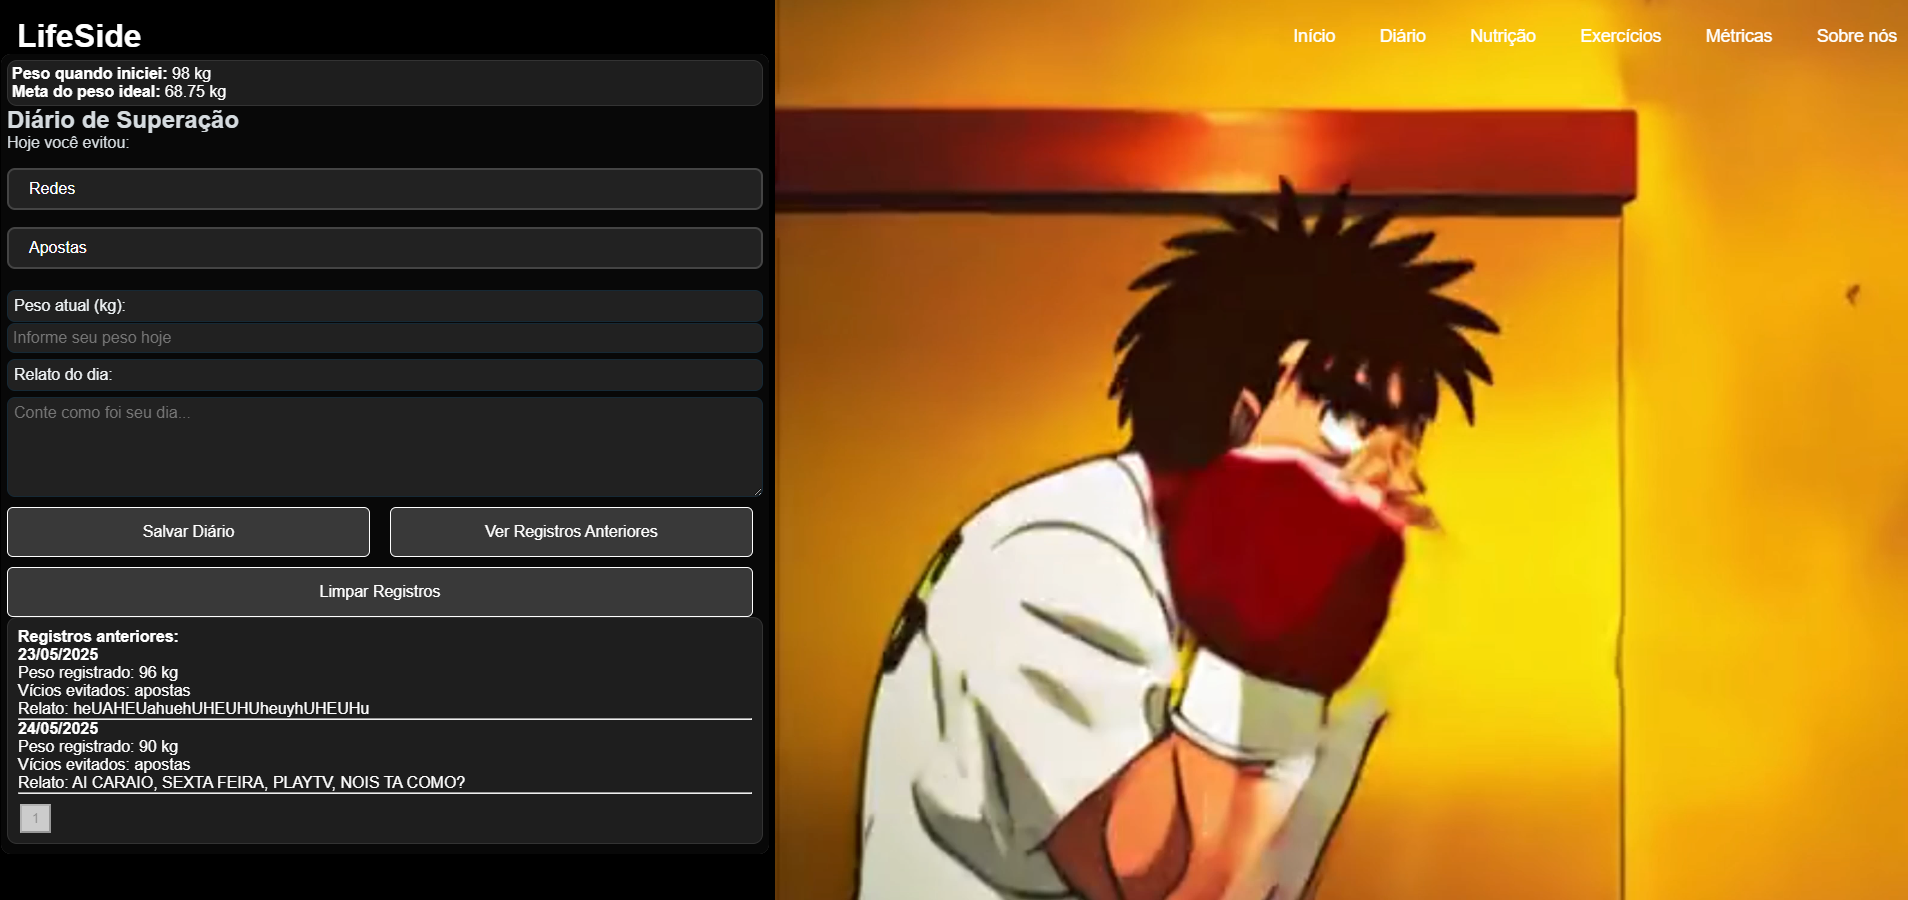 LifeSide
Início Diário Nutrição Exercícios Métricas Sobre nós
Peso quando iniciei: 98 kg
Meta do peso ideal: 68.75 kg
Diário de Superação
Hoje você evitou:
Redes
Apostas
Peso atual (kg):
Informe seu peso hoje
Relato do dia:
Conte como foi seu dia...
Salvar Diário
Ver Registros Anteriores
Limpar Registros
Registros anteriores:
23/05/2025
Peso registrado: 96 kg
Vícios evitados: apostas
Relato: heUAHEUahuehUHEUHUheuyhUHEUHu
24/05/2025
Peso registrado: 90 kg
Vícios evitados: apostas
Relato: AI CARAIO, SEXTA FEIRA, PLAYTV, NOIS TA COMO?
1